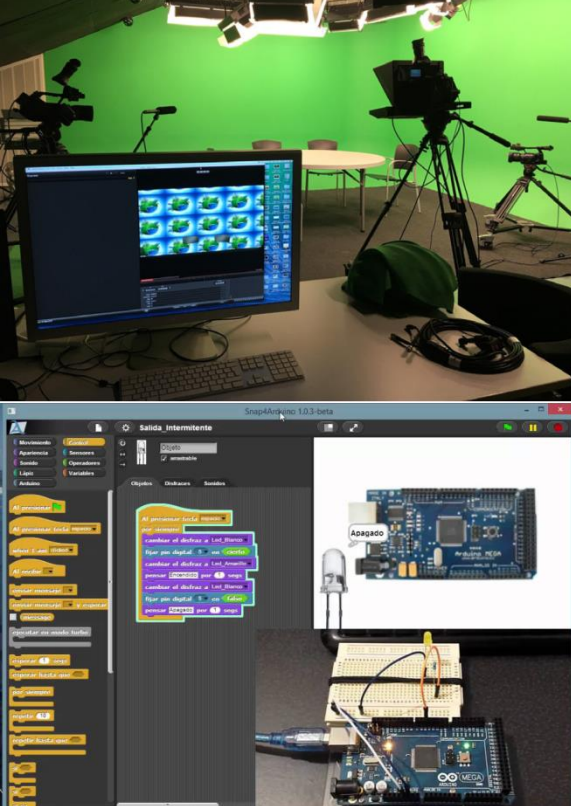 Snap4Arduino 1.0.3-beta
Salida_Intermitente
Movimiento
Control
Apariencia
Sensores
Sonido
Operadores
Lápiz
Variables
Arduino
Objeto
arrastrable
Objetos
Disfraces
Sonidos
Al presionar
Al presionar tecla espacio
when I am clicked
Al recibir
enviar mensaje
enviar mensaje y esperar
mensaje
ejecutar en modo turbo
esperar 1 segs
esperar hasta que
por siempre
repetir 10
repetir hasta que
Al presionar tecla espacio
por siempre
cambiar el disfraz a Led_Blanco
fijar pin digital en cierto
cambiar el disfraz a Led_Amarillo
pensar Encendido por 1 segs
cambiar el disfraz a Led_Blanco
fijar pin digital en falso
pensar Apagado por 1 segs
Apagado
Arduino MEGA
MEGA